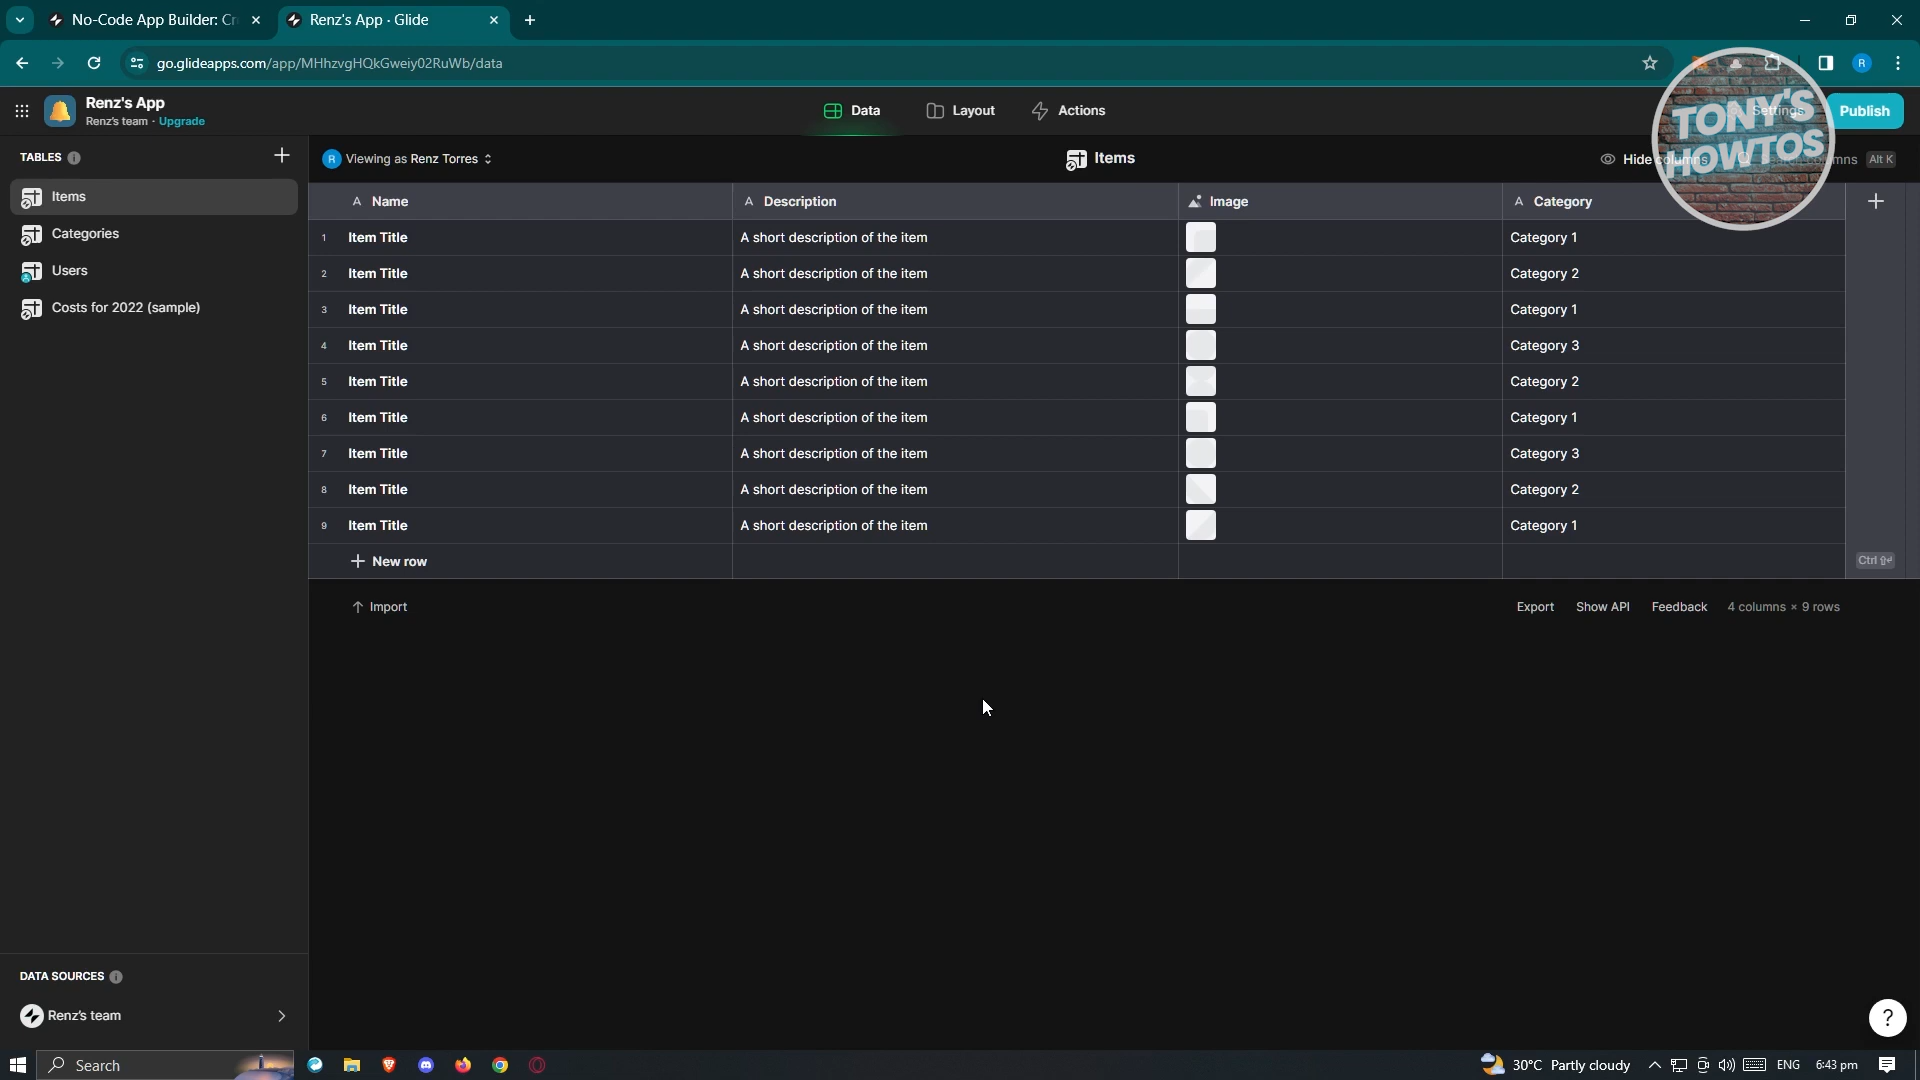 No-Code App Builder: Cr
Renz's App · Glide
go.glideapps.com/app/MHhzvgHQkGweiy02RuWb/data
R
Renz's App
Renz's team · Upgrade
Data
Layout
Actions
Settings
Publish
TONY'S
HOWTOS
TABLES
R Viewing as Renz Torres
Items
Hide columns
Alt K
Items
Categories
Users
Costs for 2022 (sample)
Name Description Image Category
1 Item Title A short description of the item Category 1
2 Item Title A short description of the item Category 2
3 Item Title A short description of the item Category 1
4 Item Title A short description of the item Category 3
5 Item Title A short description of the item Category 2
6 Item Title A short description of the item Category 1
7 Item Title A short description of the item Category 3
8 Item Title A short description of the item Category 2
9 Item Title A short description of the item Category 1
New row
Ctrl
Import
Export Show API Feedback 4 columns × 9 rows
DATA SOURCES
Renz's team
?
Search
30°C Partly cloudy
ENG
6:43 pm